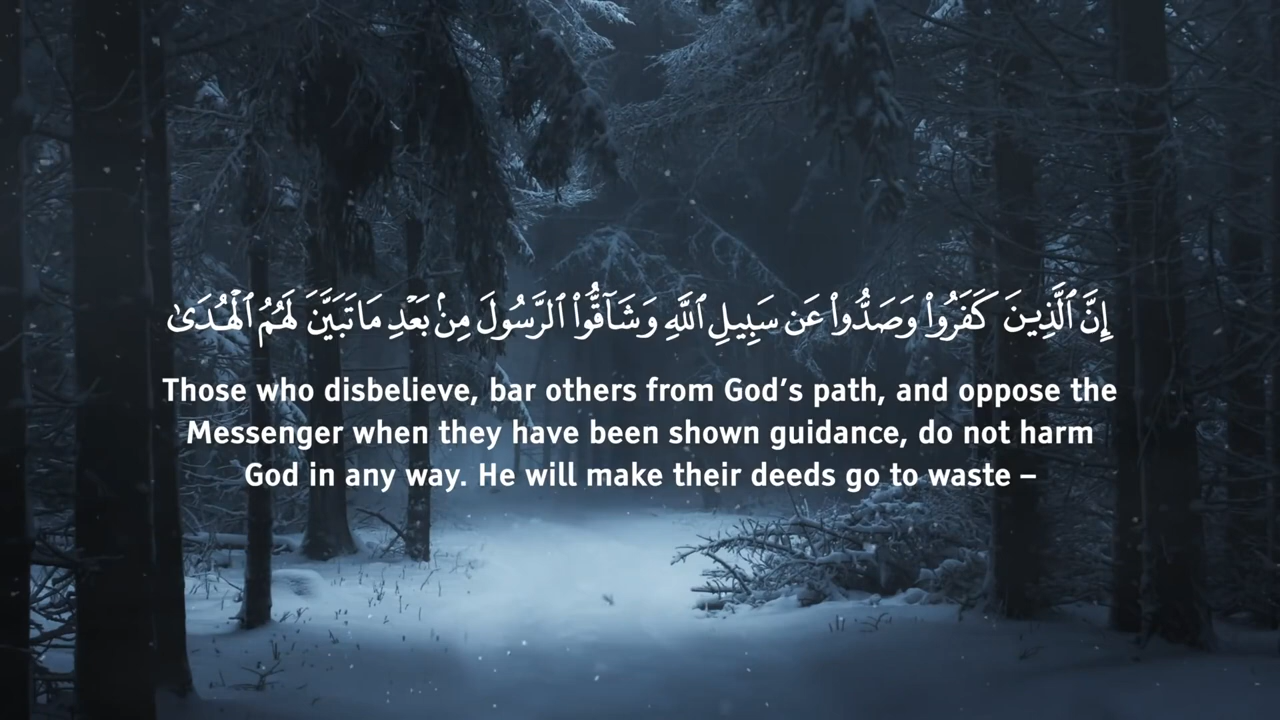 إِنَّ ٱلَّذِينَ كَفَرُوا۟ وَصَدُّوا۟ عَن سَبِيلِ ٱللَّهِ وَشَآقُّوا۟ ٱلرَّسُولَ مِنۢ بَعْدِ مَا تَبَيَّنَ لَهُمُ ٱلْهُدَىٰ
Those who disbelieve, bar others from God’s path, and oppose the
Messenger when they have been shown guidance, do not harm
God in any way. He will make their deeds go to waste –